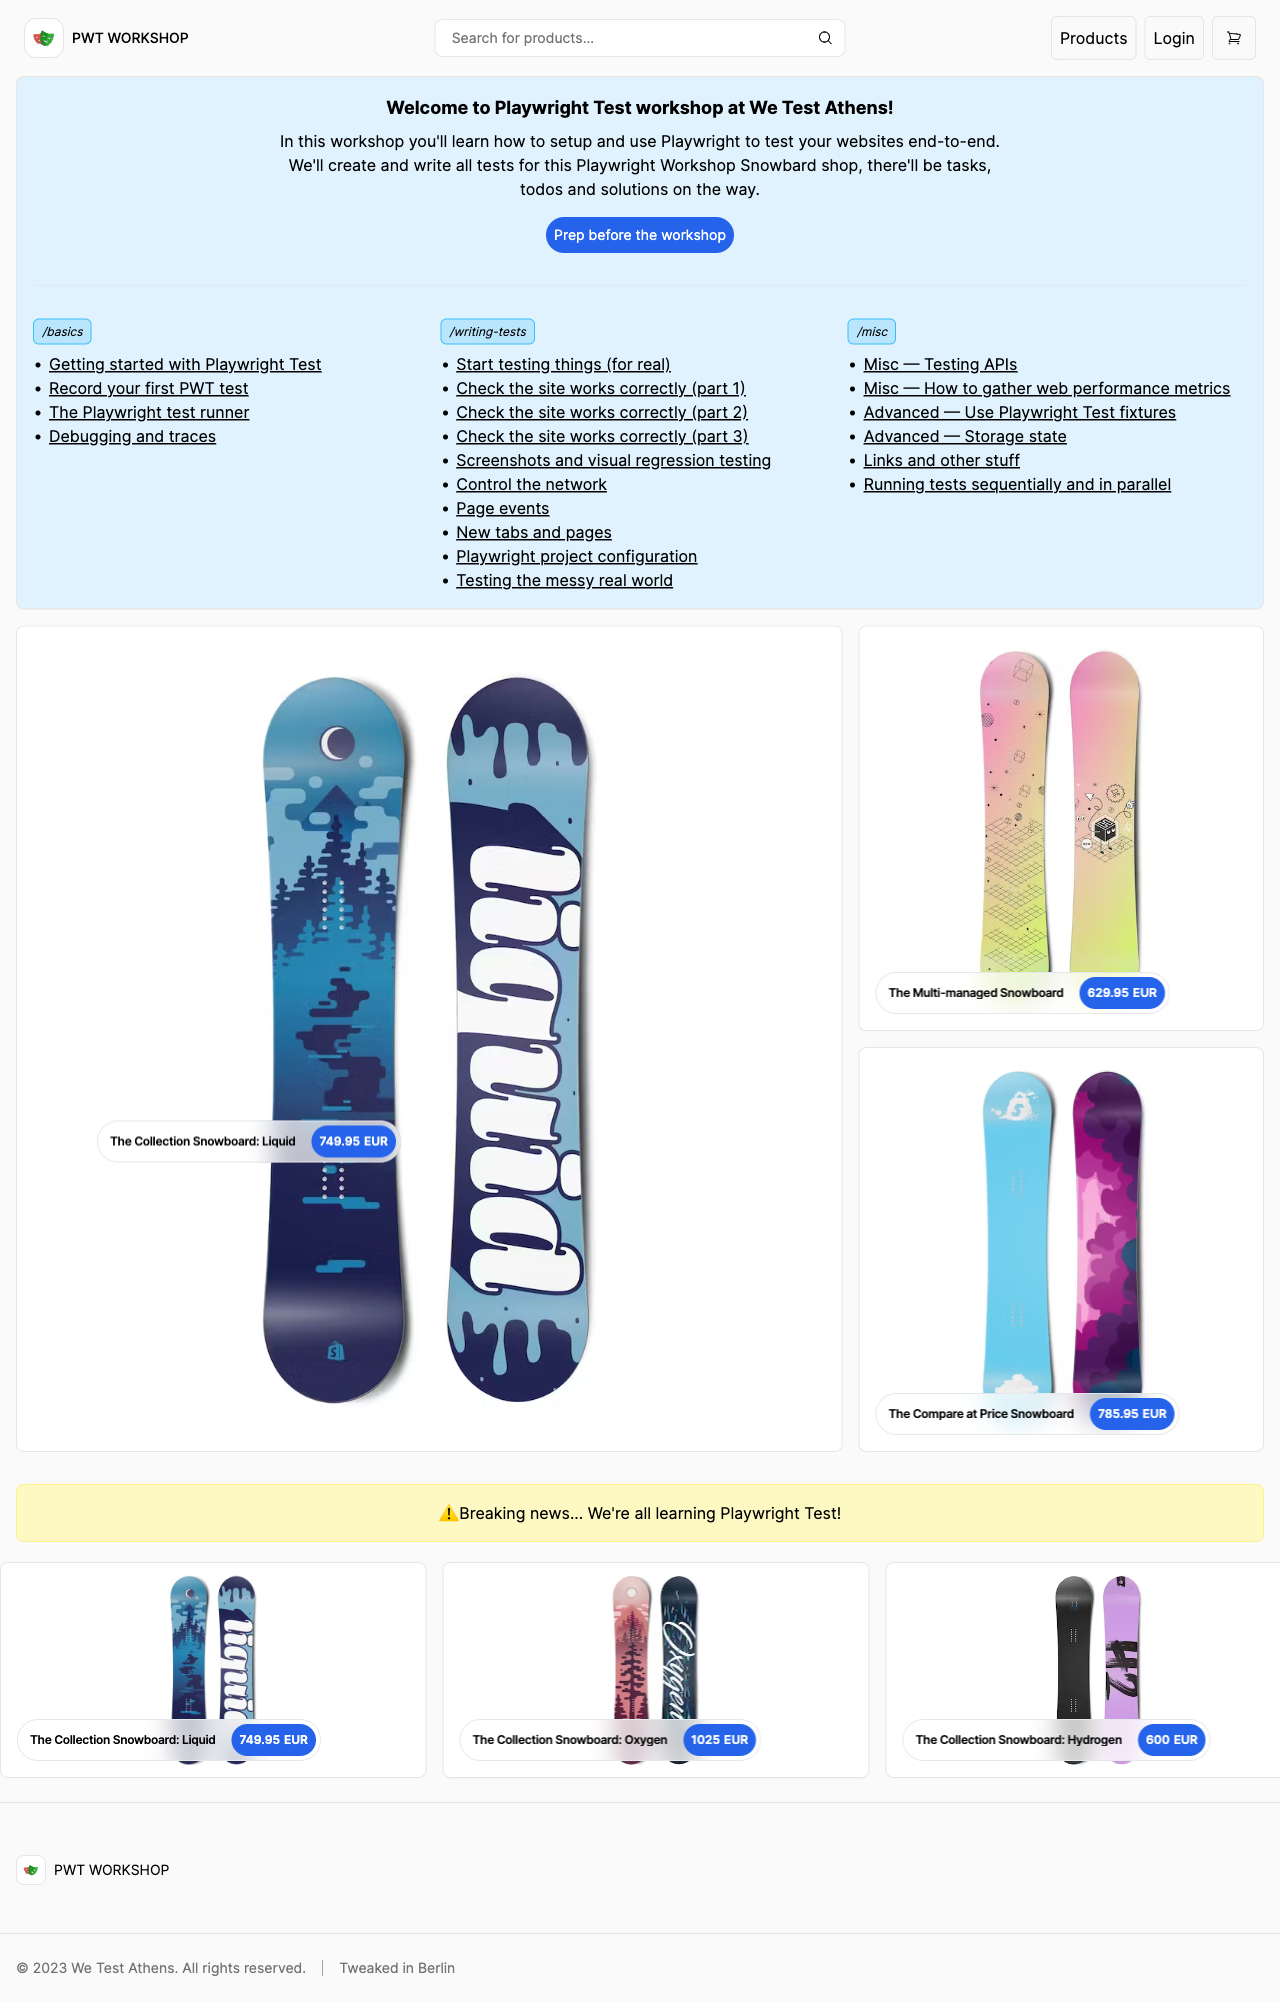 PWT WORKSHOP
Search for products...
Products
Login
Welcome to Playwright Test workshop at We Test Athens!
In this workshop you'll learn how to setup and use Playwright to test your websites end-to-end.
We'll create and write all tests for this Playwright Workshop Snowbard shop, there'll be tasks,
todos and solutions on the way.
Prep before the workshop
/basics
• Getting started with Playwright Test
• Record your first PWT test
• The Playwright test runner
• Debugging and traces
/writing-tests
• Start testing things (for real)
• Check the site works correctly (part 1)
• Check the site works correctly (part 2)
• Check the site works correctly (part 3)
• Screenshots and visual regression testing
• Control the network
• Page events
• New tabs and pages
• Playwright project configuration
• Testing the messy real world
/misc
• Misc — Testing APIs
• Misc — How to gather web performance metrics
• Advanced — Use Playwright Test fixtures
• Advanced — Storage state
• Links and other stuff
• Running tests sequentially and in parallel
liquid
The Collection Snowboard: Liquid
749.95 EUR
The Multi-managed Snowboard
629.95 EUR
The Compare at Price Snowboard
785.95 EUR
⚠️Breaking news... We're all learning Playwright Test!
liquid
The Collection Snowboard: Liquid
749.95 EUR
Oxygen
The Collection Snowboard: Oxygen
1025 EUR
H2
The Collection Snowboard: Hydrogen
600 EUR
PWT WORKSHOP
© 2023 We Test Athens. All rights reserved.
Tweaked in Berlin